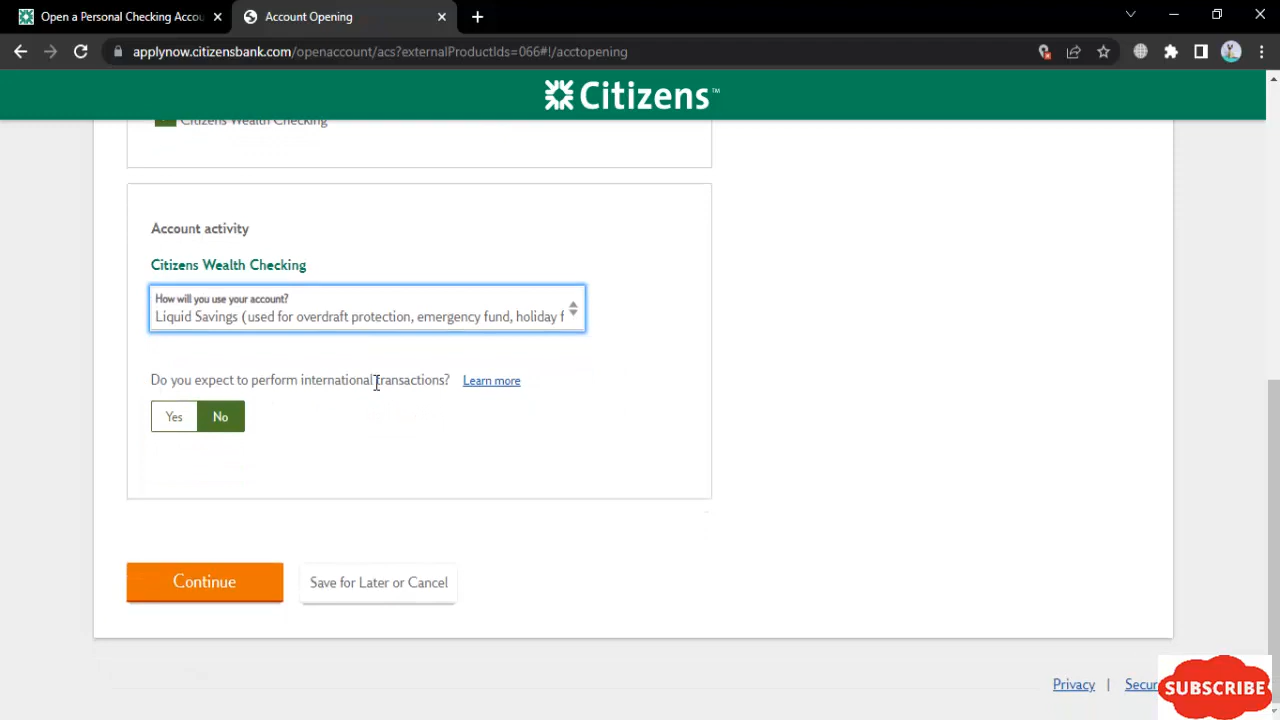 Open a Personal Checking Accou
Account Opening
applynow.citizensbank.com/openaccount/acs?externalProductIds=066#!/acctopening
Citizens™
Citizens Wealth Checking
Account activity
Citizens Wealth Checking
How will you use your account?
Liquid Savings (used for overdraft protection, emergency fund, holiday f
Do you expect to perform international transactions? Learn more
Yes No
Continue Save for Later or Cancel
Privacy | Secur
SUBSCRIBE